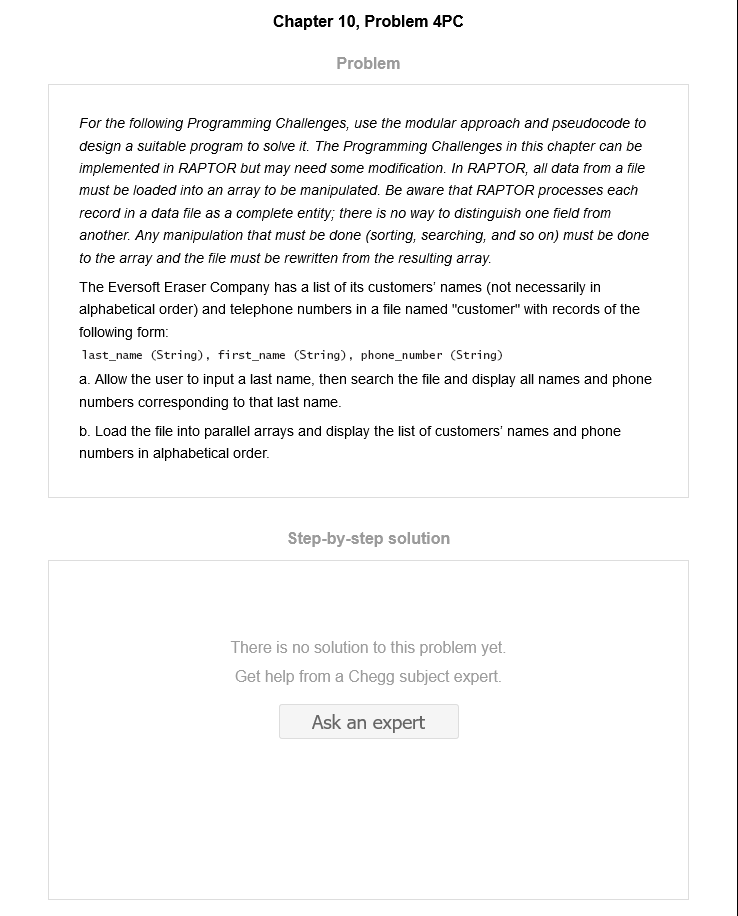 Chapter 10, Problem 4PC
Problem
For the following Programming Challenges, use the modular approach and pseudocode to
design a suitable program to solve it. The Programming Challenges in this chapter can be
implemented in RAPTOR but may need some modification. In RAPTOR, all data from a file
must be loaded into an array to be manipulated. Be aware that RAPTOR processes each
record in a data file as a complete entity; there is no way to distinguish one field from
another. Any manipulation that must be done (sorting, searching, and so on) must be done
to the array and the file must be rewritten from the resulting array.
The Eversoft Eraser Company has a list of its customers' names (not necessarily in
alphabetical order) and telephone numbers in a file named "customer" with records of the
following form:
last_name (String), first_name (String), phone_number (String)
a. Allow the user to input a last name, then search the file and display all names and phone
numbers corresponding to that last name.
b. Load the file into parallel arrays and display the list of customers' names and phone
numbers in alphabetical order.
Step-by-step solution
There is no solution to this problem yet.
Get help from a Chegg subject expert.
Ask an expert